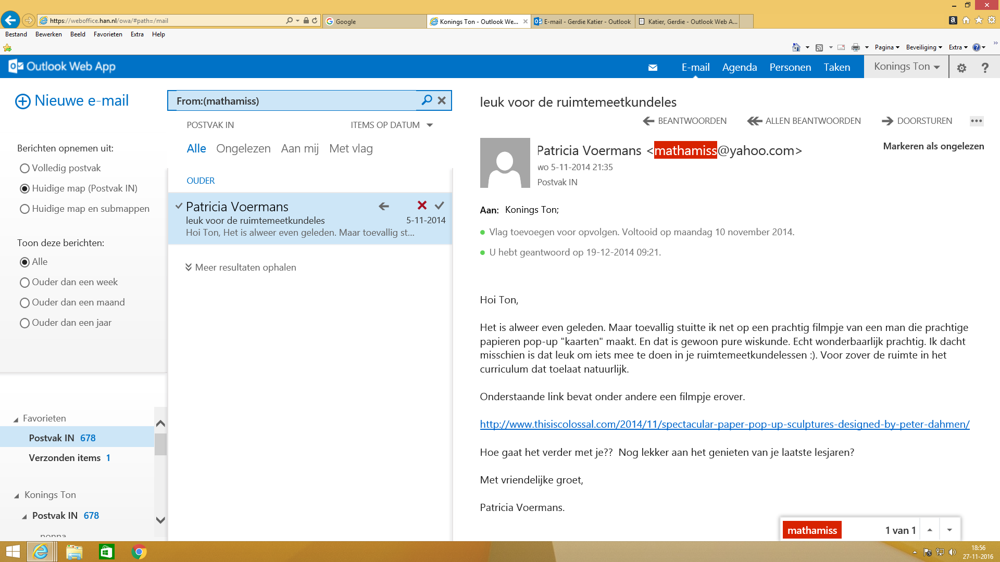 https://weboffice.han.nl/owa/#path=/mail
Google
Konings Ton - Outlook We...
E-mail - Gerdie Katier - Outlook
Katier, Gerdie - Outlook Web A...
Bestand Bewerken Beeld Favorieten Extra Help
Pagina Beveiliging Extra
Outlook Web App
E-mail Agenda Personen Taken Konings Ton ?
Nieuwe e-mail
Berichten opnemen uit:
Volledig postvak
Huidige map (Postvak IN)
Huidige map en submappen
Toon deze berichten:
Alle
Ouder dan een week
Ouder dan een maand
Ouder dan een jaar
Favorieten
Postvak IN 678
Verzonden items 1
Konings Ton
Postvak IN 678
nonna
From:(mathamiss)
POSTVAK IN ITEMS OP DATUM
Alle Ongelezen Aan mij Met vlag
OUDER
Patricia Voermans
leuk voor de ruimtemeetkundeles 5-11-2014
Hoi Ton, Het is alweer even geleden. Maar toevallig st...
Meer resultaten ophalen
leuk voor de ruimtemeetkundeles
BEANTWOORDEN ALLEN BEANTWOORDEN DOORSTUREN
Patricia Voermans <mathamiss@yahoo.com>
Markeren als ongelezen
wo 5-11-2014 21:35
Postvak IN
Aan: Konings Ton;
Vlag toevoegen voor opvolgen. Voltooid op maandag 10 november 2014.
U hebt geantwoord op 19-12-2014 09:21.
Hoi Ton,
Het is alweer even geleden. Maar toevallig stuitte ik net op een prachtig filmpje van een man die prachtige
papieren pop-up "kaarten" maakt. En dat is gewoon pure wiskunde. Echt wonderbaarlijk prachtig. Ik dacht
misschien is dat leuk om iets mee te doen in je ruimtemeetkundelessen :). Voor zover de ruimte in het
curriculum dat toelaat natuurlijk.
Onderstaande link bevat onder andere een filmpje erover.
http://www.thisiscolossal.com/2014/11/spectacular-paper-pop-up-sculptures-designed-by-peter-dahmen/
Hoe gaat het verder met je?? Nog lekker aan het genieten van je laatste lesjaren?
Met vriendelijke groet,
Patricia Voermans.
mathamiss 1 van 1
18:56
27-11-2016